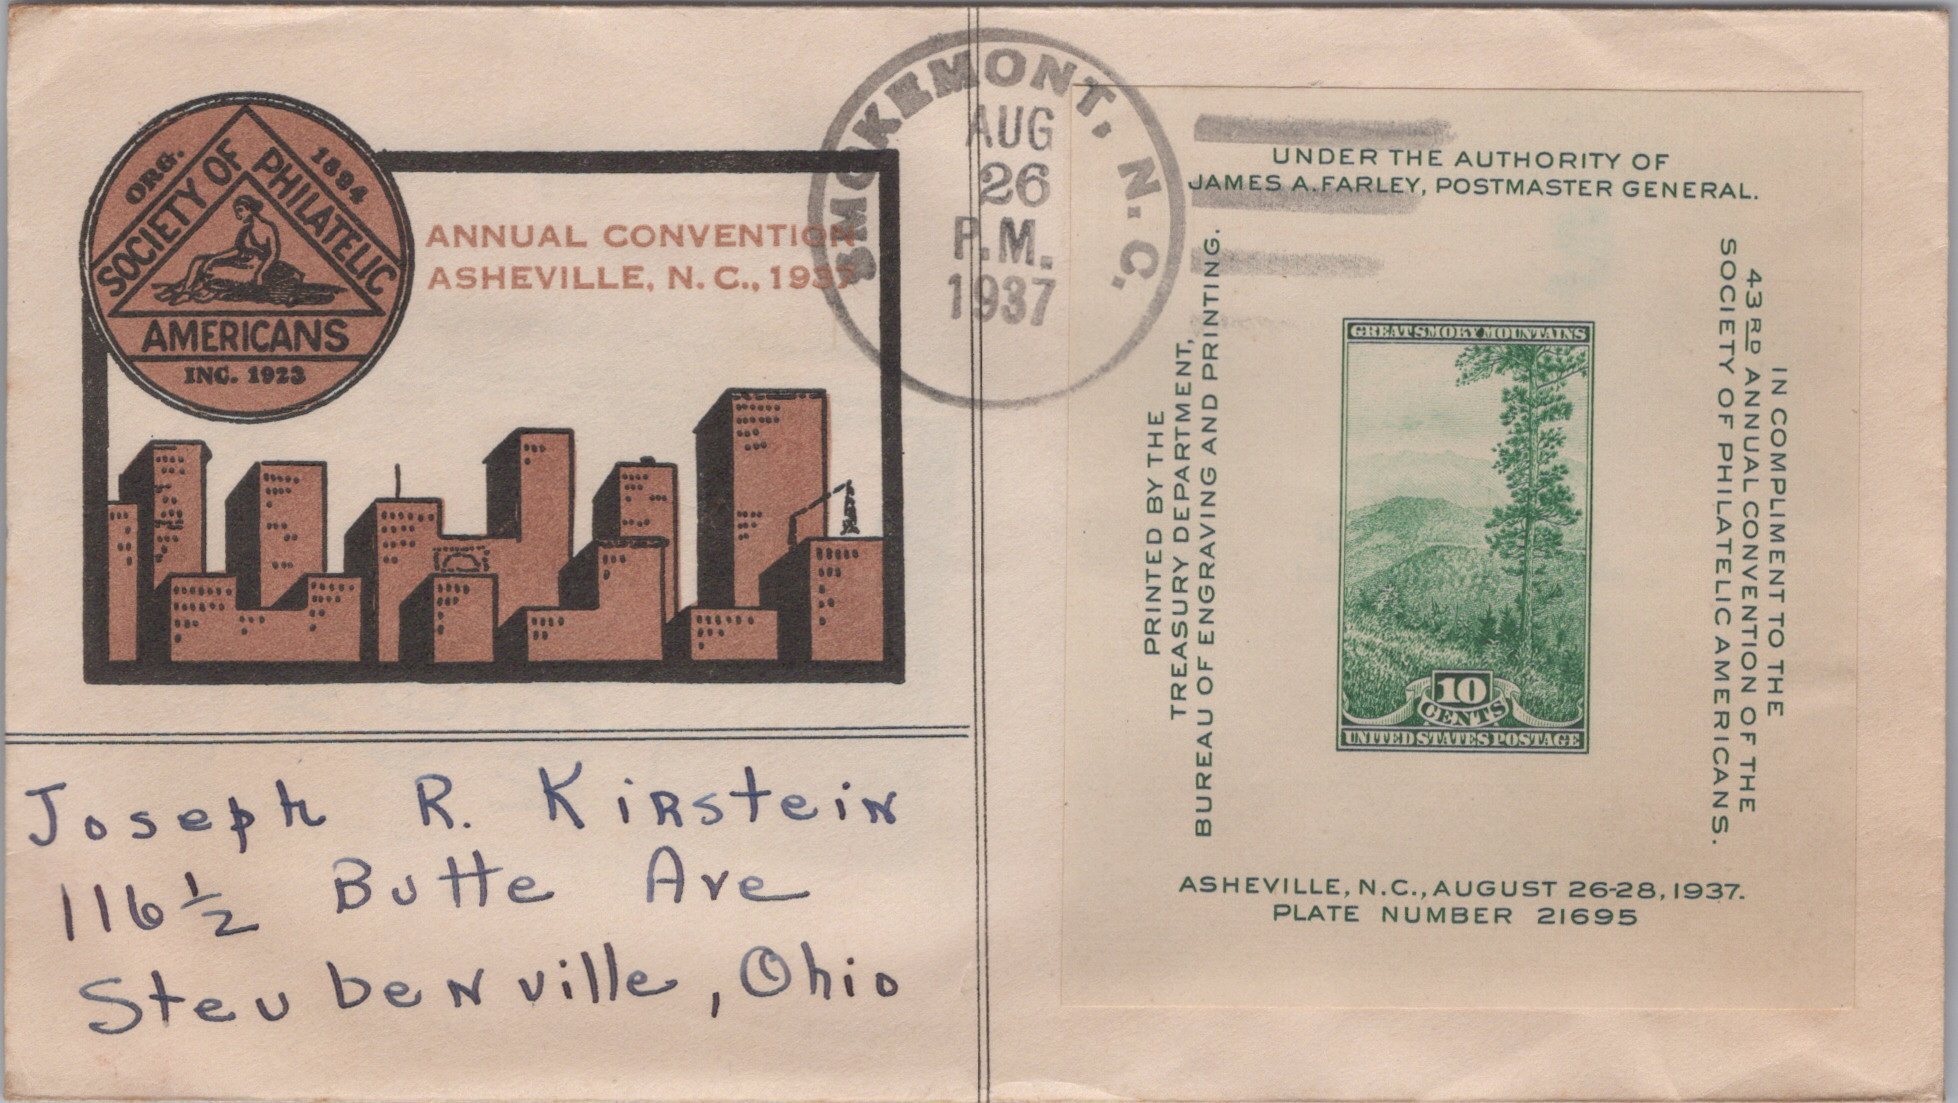 ORG. 1894
SOCIETY OF PHILATELIC
AMERICANS
INC. 1923
ANNUAL CONVENTION
ASHEVILLE, N.C., 1937
SMOKEMONT, N.C.
AUG
26
P.M.
1937
UNDER THE AUTHORITY OF
JAMES A. FARLEY, POSTMASTER GENERAL.
PRINTED BY THE
TREASURY DEPARTMENT,
BUREAU OF ENGRAVING AND PRINTING.
GREAT SMOKY MOUNTAINS
10
CENTS
UNITED STATES POSTAGE
IN COMPLIMENT TO THE
43RD ANNUAL CONVENTION OF THE
SOCIETY OF PHILATELIC AMERICANS.
ASHEVILLE, N.C., AUGUST 26-28, 1937.
PLATE NUMBER 21695
Joseph R. Kirstein
116½ Butte Ave
Steubenville, Ohio